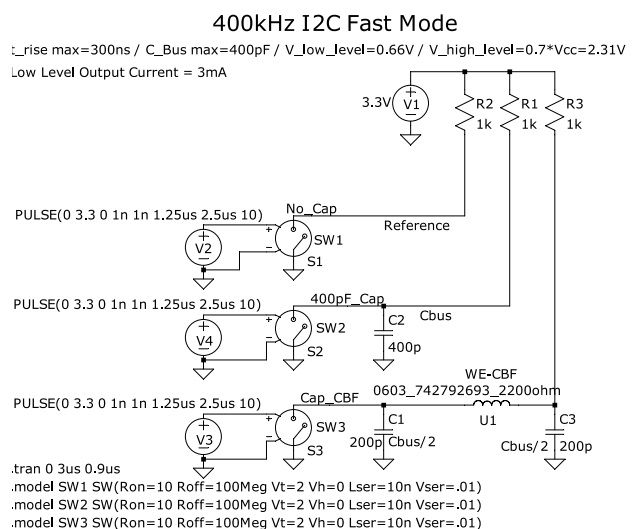 400kHz I2C Fast Mode
t_rise max=300ns / C_Bus max=400pF / V_low_level=0.66V / V_high_level=0.7*Vcc=2.31V
Low Level Output Current = 3mA
3.3V
V1
R2
R1
R3
1k
1k
1k
PULSE(0 3.3 0 1n 1n 1.25us 2.5us 10)
No_Cap
Reference
V2
SW1
S1
PULSE(0 3.3 0 1n 1n 1.25us 2.5us 10)
400pF_Cap
Cbus
V4
SW2
S2
C2
400p
WE-CBF
0603_742792693_2200ohm
U1
PULSE(0 3.3 0 1n 1n 1.25us 2.5us 10)
Cap_CBF
V3
SW3
S3
C1
200p
Cbus/2
C3
Cbus/2
200p
.tran 0 3us 0.9us
.model SW1 SW(Ron=10 Roff=100Meg Vt=2 Vh=0 Lser=10n Vser=.01)
.model SW2 SW(Ron=10 Roff=100Meg Vt=2 Vh=0 Lser=10n Vser=.01)
.model SW3 SW(Ron=10 Roff=100Meg Vt=2 Vh=0 Lser=10n Vser=.01)